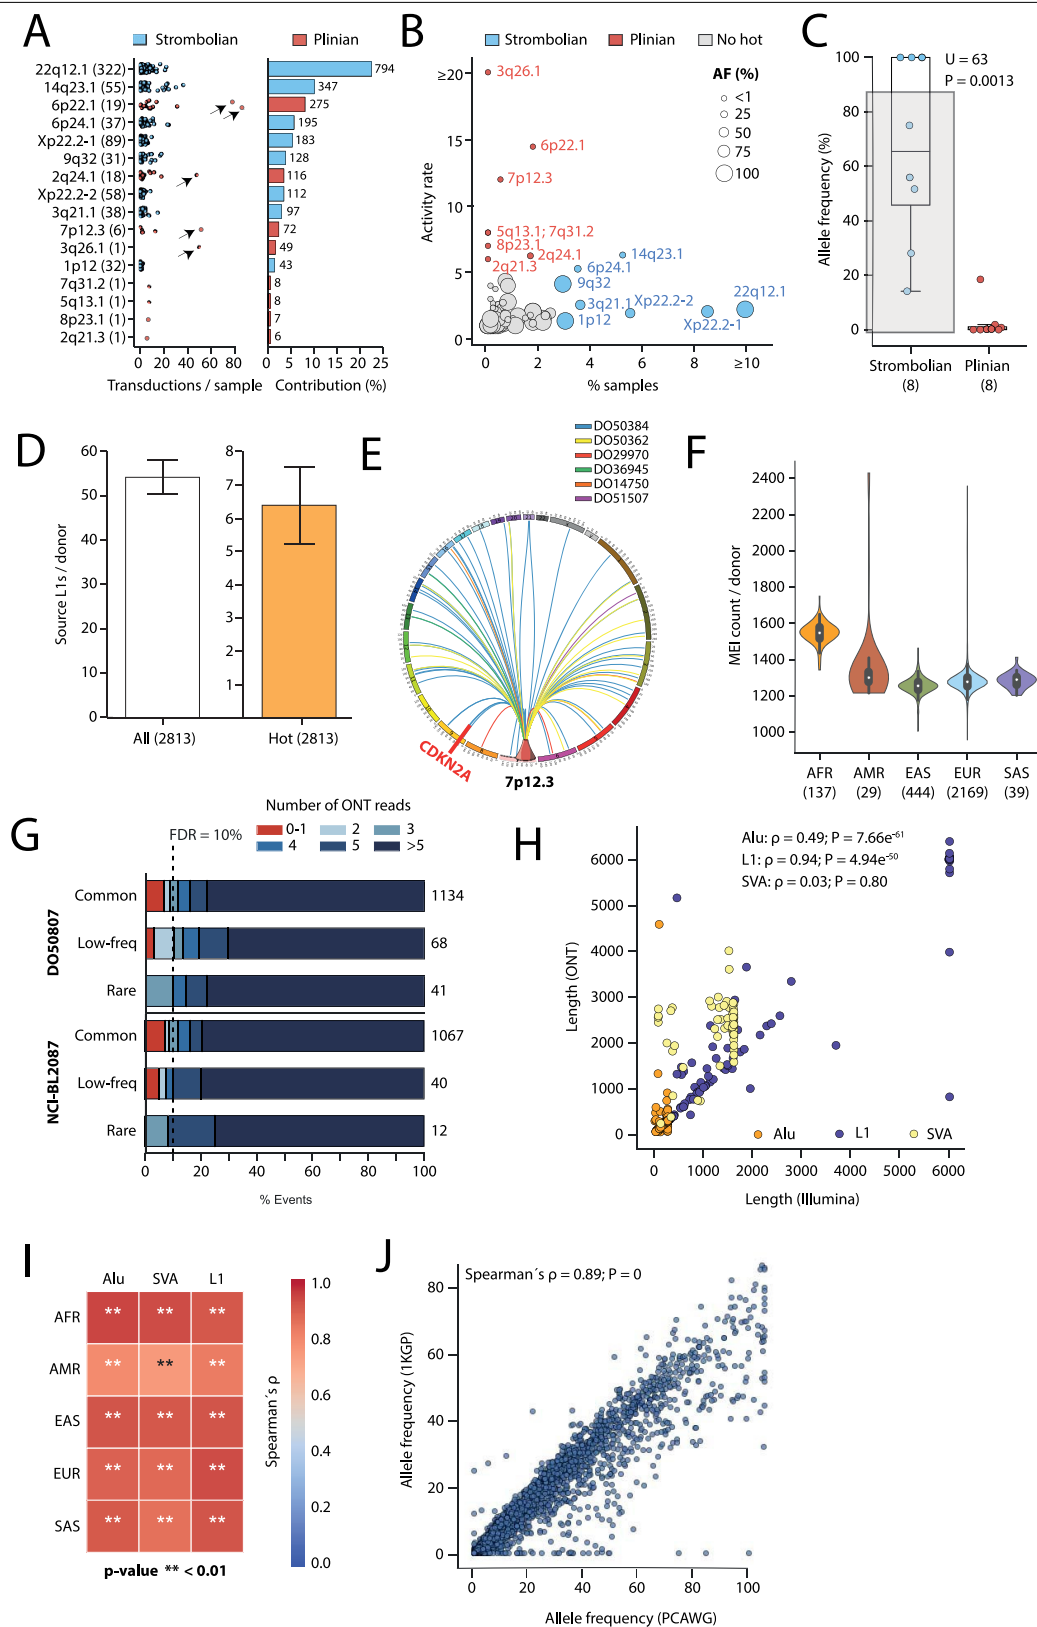 A
Strombolian
Plinian
22q12.1 (322)
14q23.1 (55)
6p22.1 (19)
6p24.1 (37)
Xp22.2-1 (89)
9q32 (31)
2q24.1 (18)
Xp22.2-2 (58)
3q21.1 (38)
7p12.3 (6)
3q26.1 (1)
1p12 (32)
7q31.2 (1)
5q13.1 (1)
8p23.1 (1)
2q21.3 (1)
794
347
275
195
183
128
116
112
97
72
49
43
8
8
7
6
0 20 40 60 80
0 5 10 15 20 25
Transductions / sample
Contribution (%)
B
Strombolian
Plinian
No hot
≥20
15
10
5
0
Activity rate
3q26.1
6p22.1
7p12.3
5q13.1; 7q31.2
8p23.1
2q24.1
2q21.3
14q23.1
6p24.1
9q32
3q21.1
Xp22.2-2
22q12.1
1p12
Xp22.2-1
AF (%)
<1
25
50
75
100
0 2 4 6 8 ≥10
% samples
C
U = 63
P = 0.0013
100
80
60
40
20
0
Allele frequency (%)
Strombolian
(8)
Plinian
(8)
D
60
50
40
30
20
10
0
Source L1s / donor
8
7
6
5
4
3
2
1
All (2813)
Hot (2813)
E
DO50384
DO50362
DO29970
DO36945
DO14750
DO51507
CDKN2A
7p12.3
F
2400
2200
2000
1800
1600
1400
1200
1000
MEI count / donor
AFR
(137)
AMR
(29)
EAS
(444)
EUR
(2169)
SAS
(39)
G
Number of ONT reads
FDR = 10%
0-1
2
3
4
5
>5
DO50807
Common
1134
Low-freq
68
Rare
41
NCI-BL2087
Common
1067
Low-freq
40
Rare
12
0 20 40 60 80 100
% Events
H
Alu: ρ = 0.49; P = 7.66e⁻⁶¹
L1: ρ = 0.94; P = 4.94e⁻⁵⁰
SVA: ρ = 0.03; P = 0.80
6000
5000
4000
3000
2000
1000
0
Length (ONT)
Alu
L1
SVA
0 1000 2000 3000 4000 5000 6000
Length (Illumina)
I
Alu SVA L1
AFR ** ** **
AMR ** ** **
EAS ** ** **
EUR ** ** **
SAS ** ** **
p-value ** < 0.01
1.0
0.8
0.6
0.4
0.2
0.0
Spearman´s ρ
J
Spearman´s ρ = 0.89; P = 0
80
60
40
20
0
Allele frequency (1KGP)
0 20 40 60 80 100
Allele frequency (PCAWG)